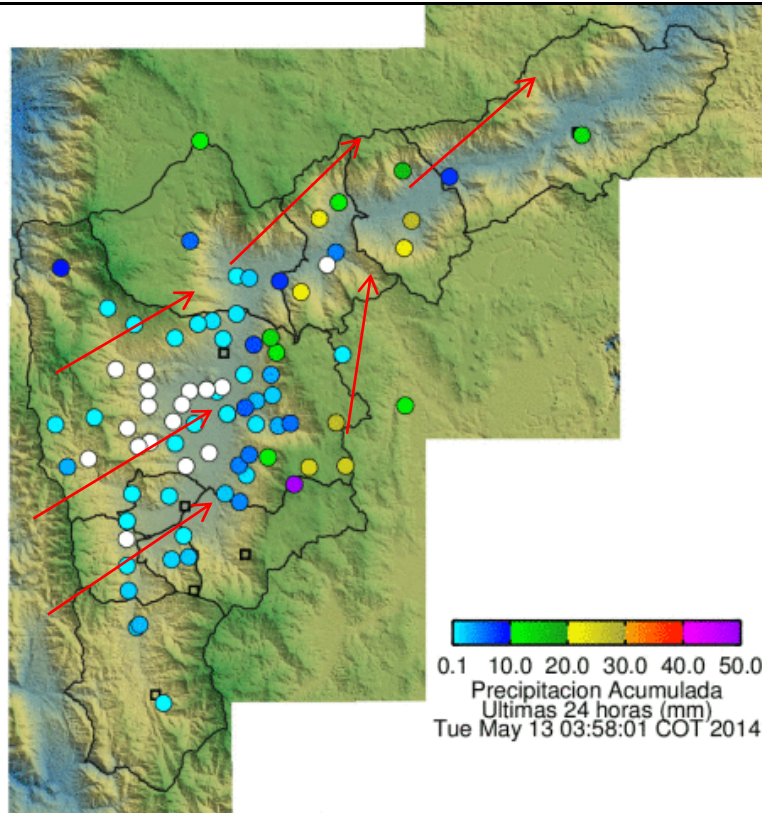 0.1 10.0 20.0 30.0 40.0 50.0
Precipitacion Acumulada
Ultimas 24 horas (mm)
Tue May 13 03:58:01 COT 2014